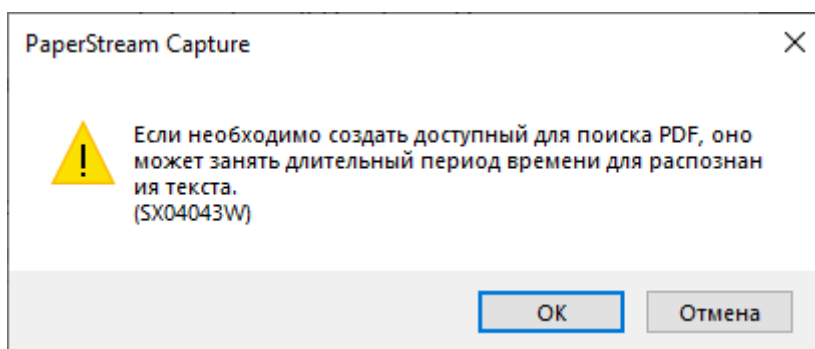 PaperStream Capture
Если необходимо создать доступный для поиска PDF, оно
может занять длительный период времени для распознан
ия текста.
(SX04043W)
ОК
Отмена